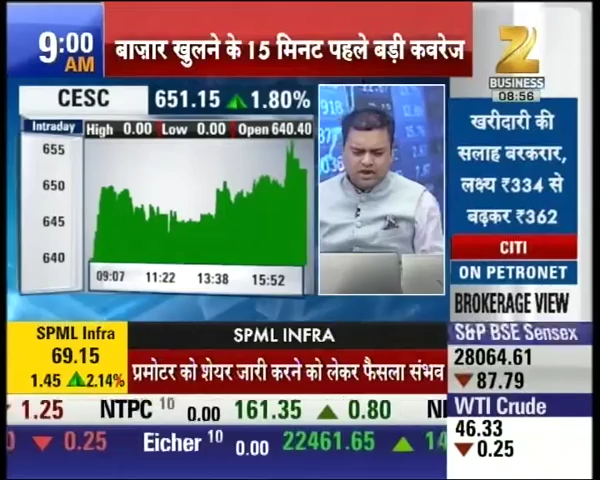 9:00
AM
बाज़ार खुलने के 15 मिनट पहले बड़ी कवरेज
Z
BUSINESS
08:56
CESC 651.15 1.80%
Intraday High 0.00 Low 0.00 Open 640.40
655
650
645
640
09:07 11:22 13:38 15:52
खरीदारी की
सलाह बरकरार,
लक्ष्य ₹334 से
बढ़कर ₹362
CITI
ON PETRONET
BROKERAGE VIEW
SPML Infra
69.15
1.45 2.14%
SPML INFRA
प्रमोटर को शेयर जारी करने को लेकर फैसला संभव
S&P BSE Sensex
28064.61
87.79
WTI Crude
46.33
0.25
1.25 NTPC 10 0.00 161.35 0.80
0.25 Eicher 10 0.00 22461.65